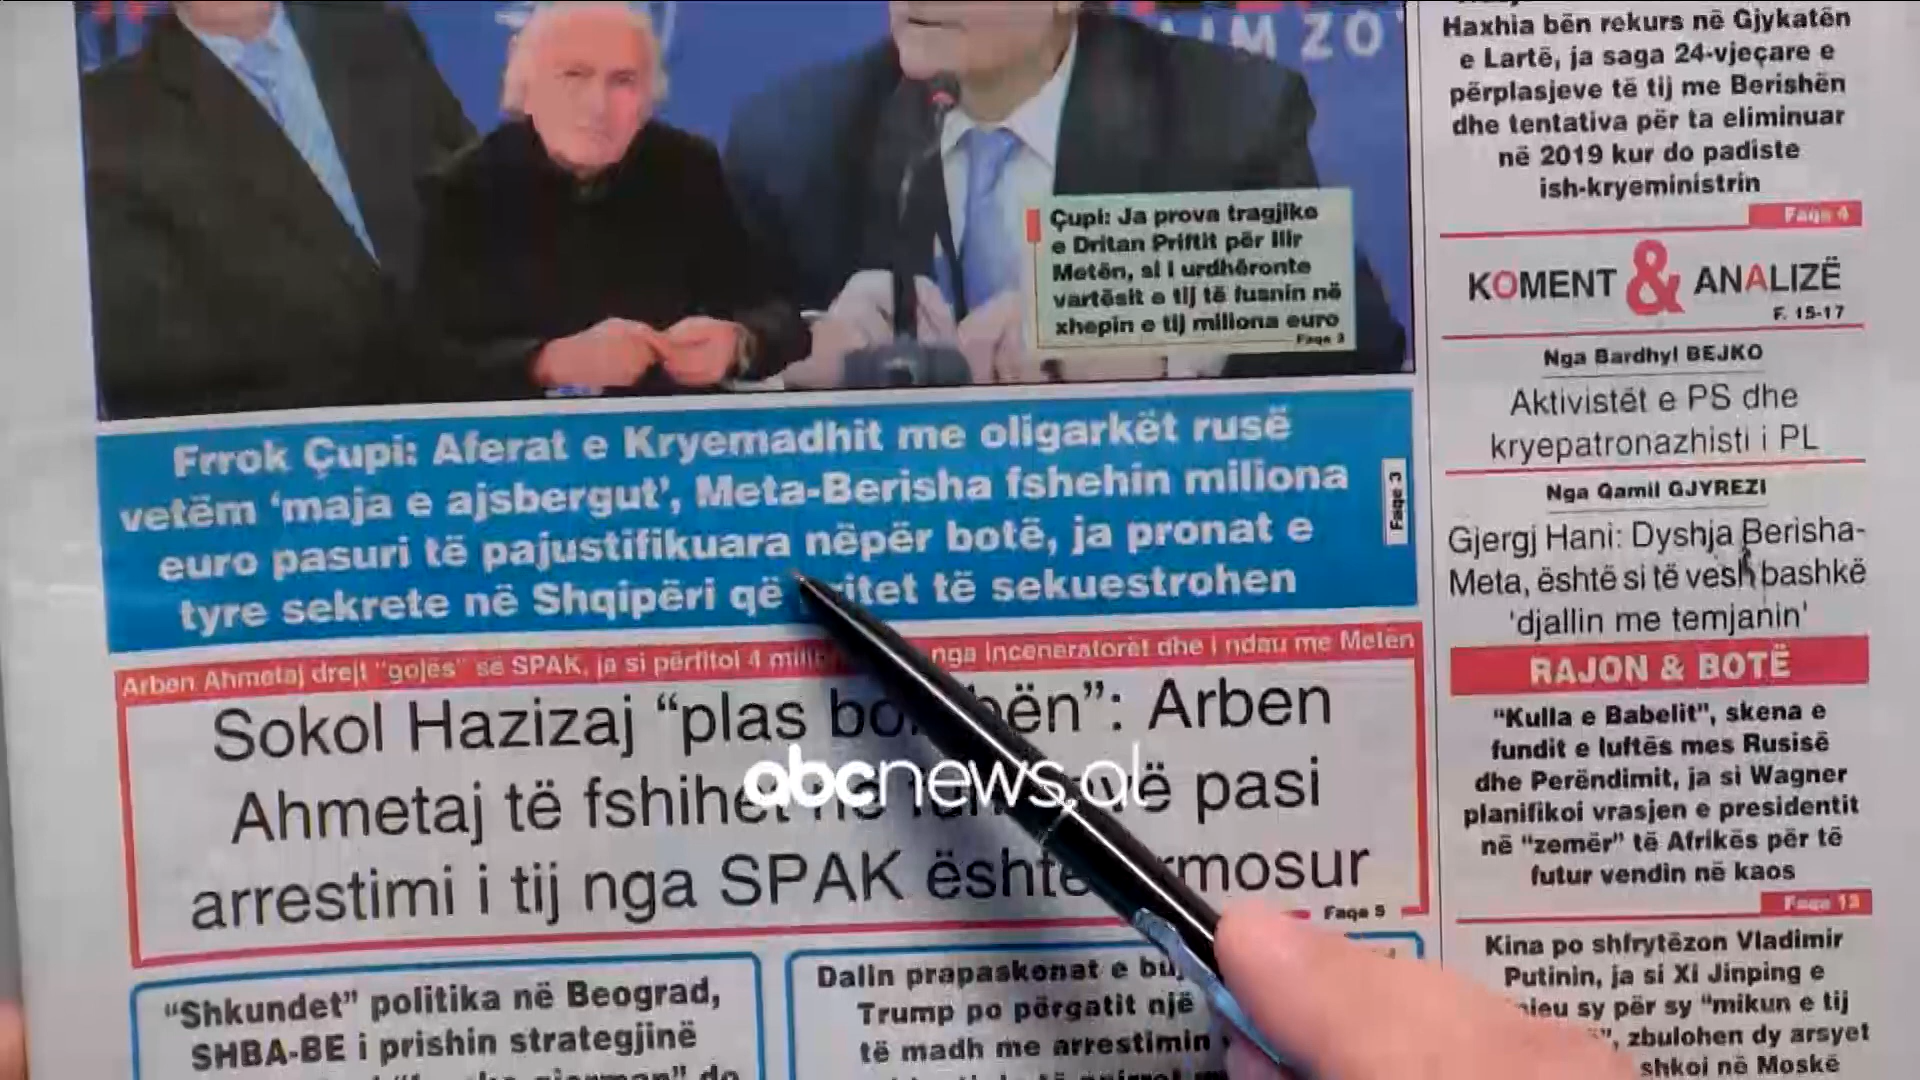 IM ZO
Çupi: Ja prova tragjike
e Dritan Priftit për Ilir
Metën, si i urdhëronte
vartësit e tij të fusnin në
xhepin e tij miliona euro
Faqe 3
Frrok Çupi: Aferat e Kryemadhit me oligarkët rusë
vetëm ‘maja e ajsbergut’, Meta-Berisha fshehin miliona
euro pasuri të pajustifikuara nëpër botë, ja pronat e
tyre sekrete në Shqipëri që të sekuestrohen
Faqe 3
Arben Ahmetaj drejt "gojës" së SPAK, ja si përfitoi 4 nga inceneratorët dhe i ndau me Metën
Sokol Hazizaj “plas Arben
Ahmetaj të pasi
arrestimi i tij nga SPAK
Faqe 5
abcnews.al
“Shkundet” politika në Beograd,
SHBA-BE i prishin strategjinë
Dalin prapaskenat e
Trump po përgatit një
të madh me arrestimin
Haxhia bën rekurs në Gjykatën
e Lartë, ja saga 24-vjeçare e
përplasjeve të tij me Berishën
dhe tentativa për ta eliminuar
në 2019 kur do padiste
ish-kryeministrin
Faqe 4
KOMENT & ANALIZË
F. 15-17
Nga Bardhyl BEJKO
Aktivistët e PS dhe
kryepatronazhisti i PL
Nga Qamil GJYREZI
Gjergj Hani: Dyshja Berisha-
Meta, është si të vesh bashkë
'djallin me temjanin'
RAJON & BOTË
“Kulla e Babelit”, skena e
fundit e luftës mes Rusisë
dhe Perëndimit, ja si Wagner
planifikoi vrasjen e presidentit
në “zemër” të Afrikës për të
futur vendin në kaos
Faqe 13
Kina po shfrytëzon Vladimir
Putinin, ja si Xi Jinping e
sy për sy “mikun e tij
zbulohen dy arsyet
shkoi në Moskë